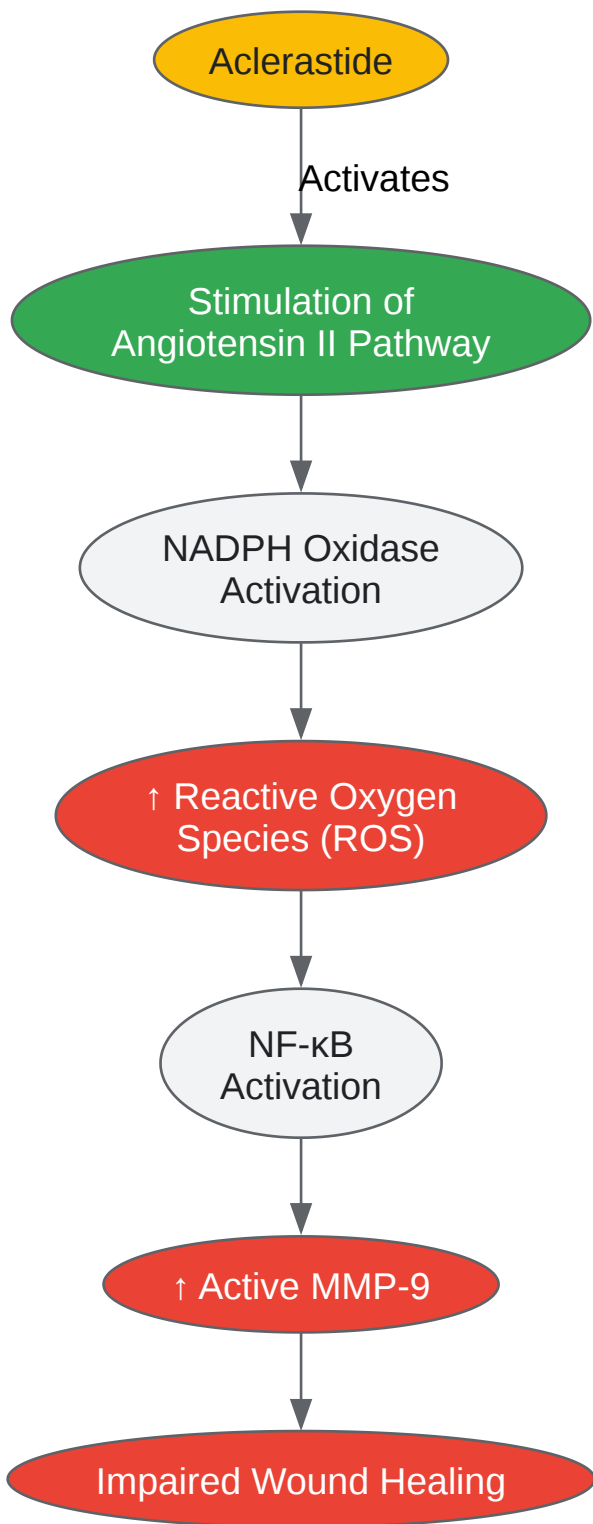 Aclerastide
Activates
Stimulation of
Angiotensin II Pathway
NADPH Oxidase
Activation
↑ Reactive Oxygen
Species (ROS)
NF-κB
Activation
↑ Active MMP-9
Impaired Wound Healing